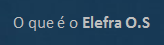 O que é o Elefra O.S